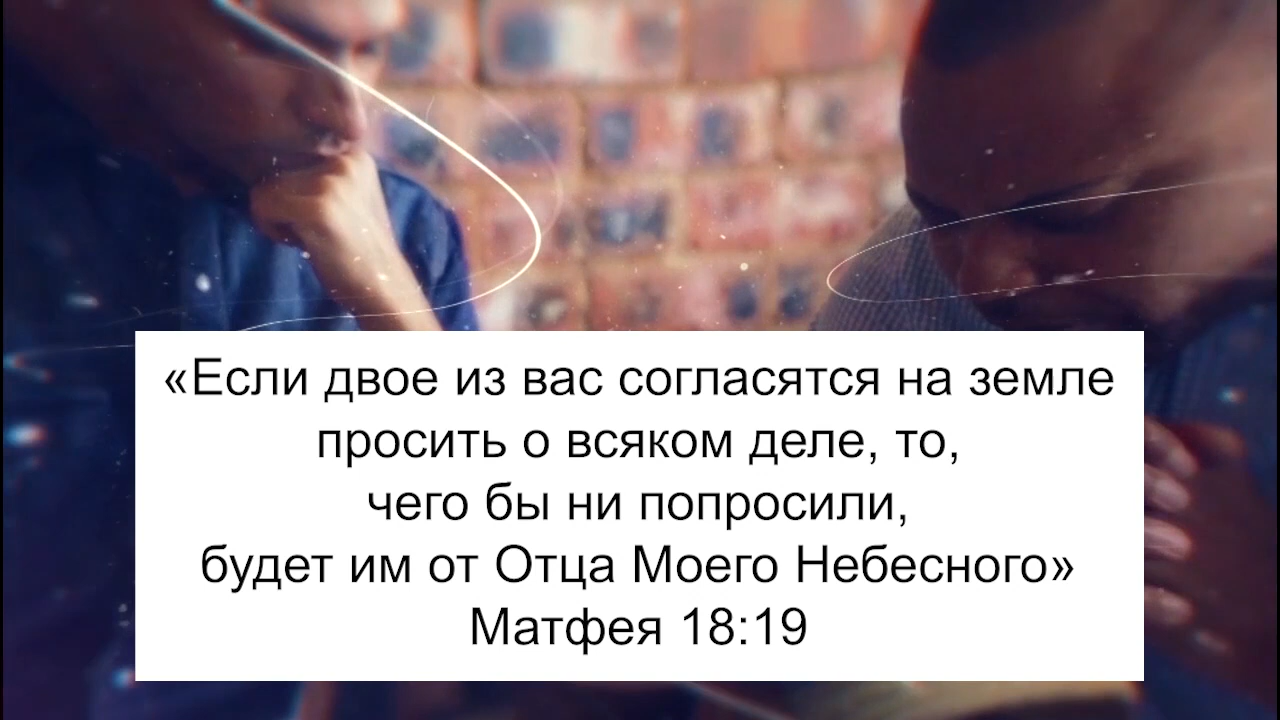 «Если двое из вас согласятся на земле
просить о всяком деле, то,
чего бы ни попросили,
будет им от Отца Моего Небесного»
Матфея 18:19